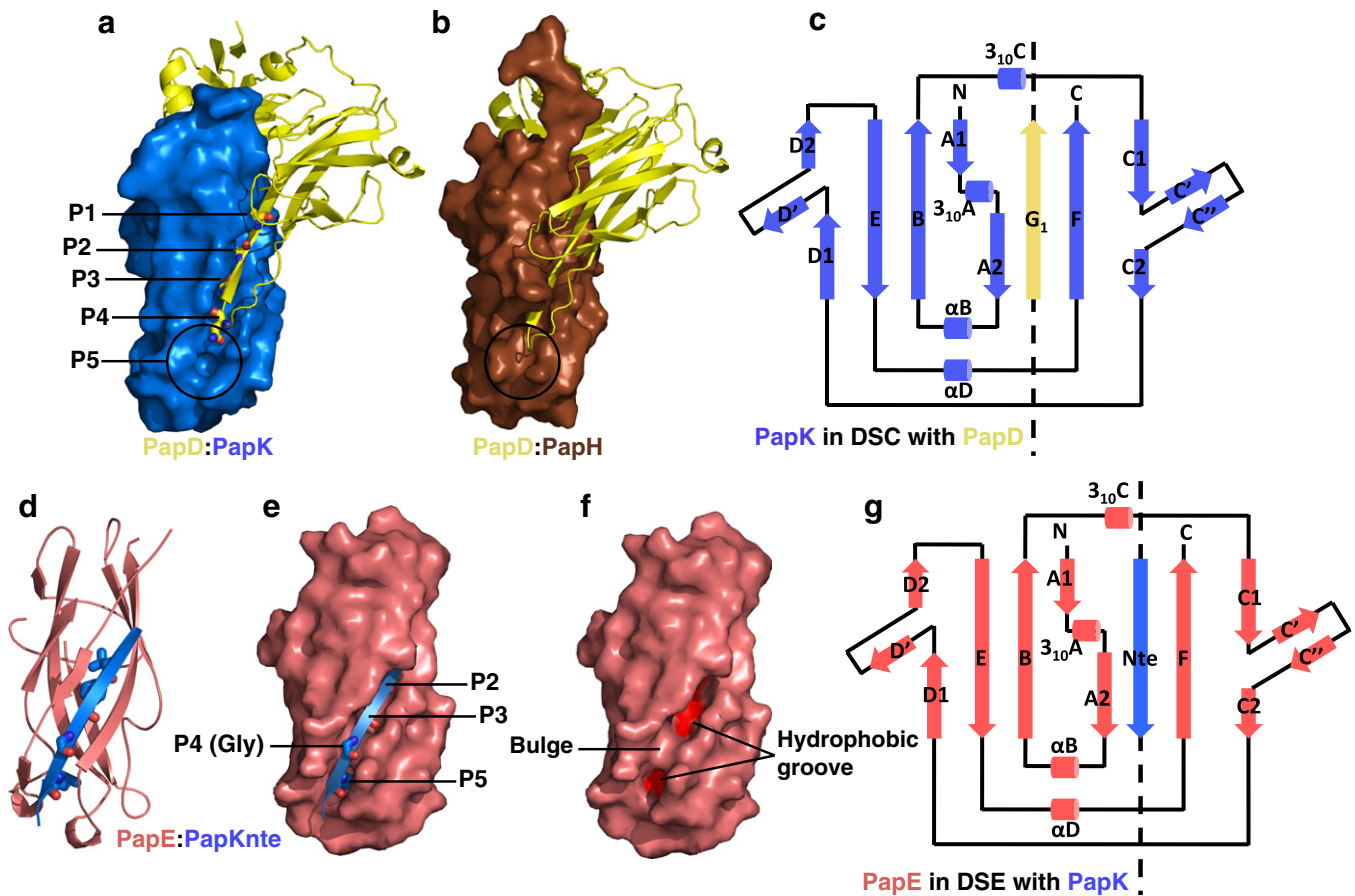 a
P1
P2
P3
P4
P5
PapD:PapK
b
PapD:PapH
c
3₁₀C
N
C
D2
A1
C1
C'
C''
D'
3₁₀A
E
B
G₁
F
D1
A2
C2
αB
αD
PapK in DSC with PapD
d
PapE:PapKnte
e
P2
P3
P4 (Gly)
P5
f
Bulge
Hydrophobic
groove
g
3₁₀C
N
C
D2
A1
C1
C'
C''
D'
3₁₀A
E
B
Nte
F
D1
A2
C2
αB
αD
PapE in DSE with PapK